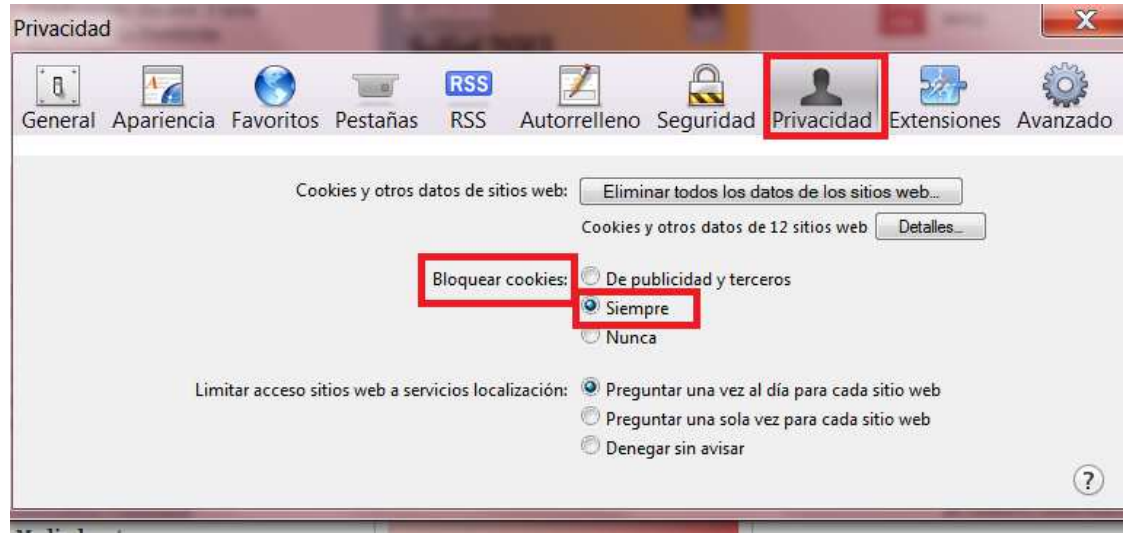 Privacidad
RSS
General Apariencia Favoritos Pestañas RSS Autorrelleno Seguridad Privacidad Extensiones Avanzado
Cookies y otros datos de sitios web: Eliminar todos los datos de los sitios web...
Cookies y otros datos de 12 sitios web Detalles...
Bloquear cookies: De publicidad y terceros
Siempre
Nunca
Limitar acceso sitios web a servicios localización: Preguntar una vez al día para cada sitio web
Preguntar una sola vez para cada sitio web
Denegar sin avisar
?